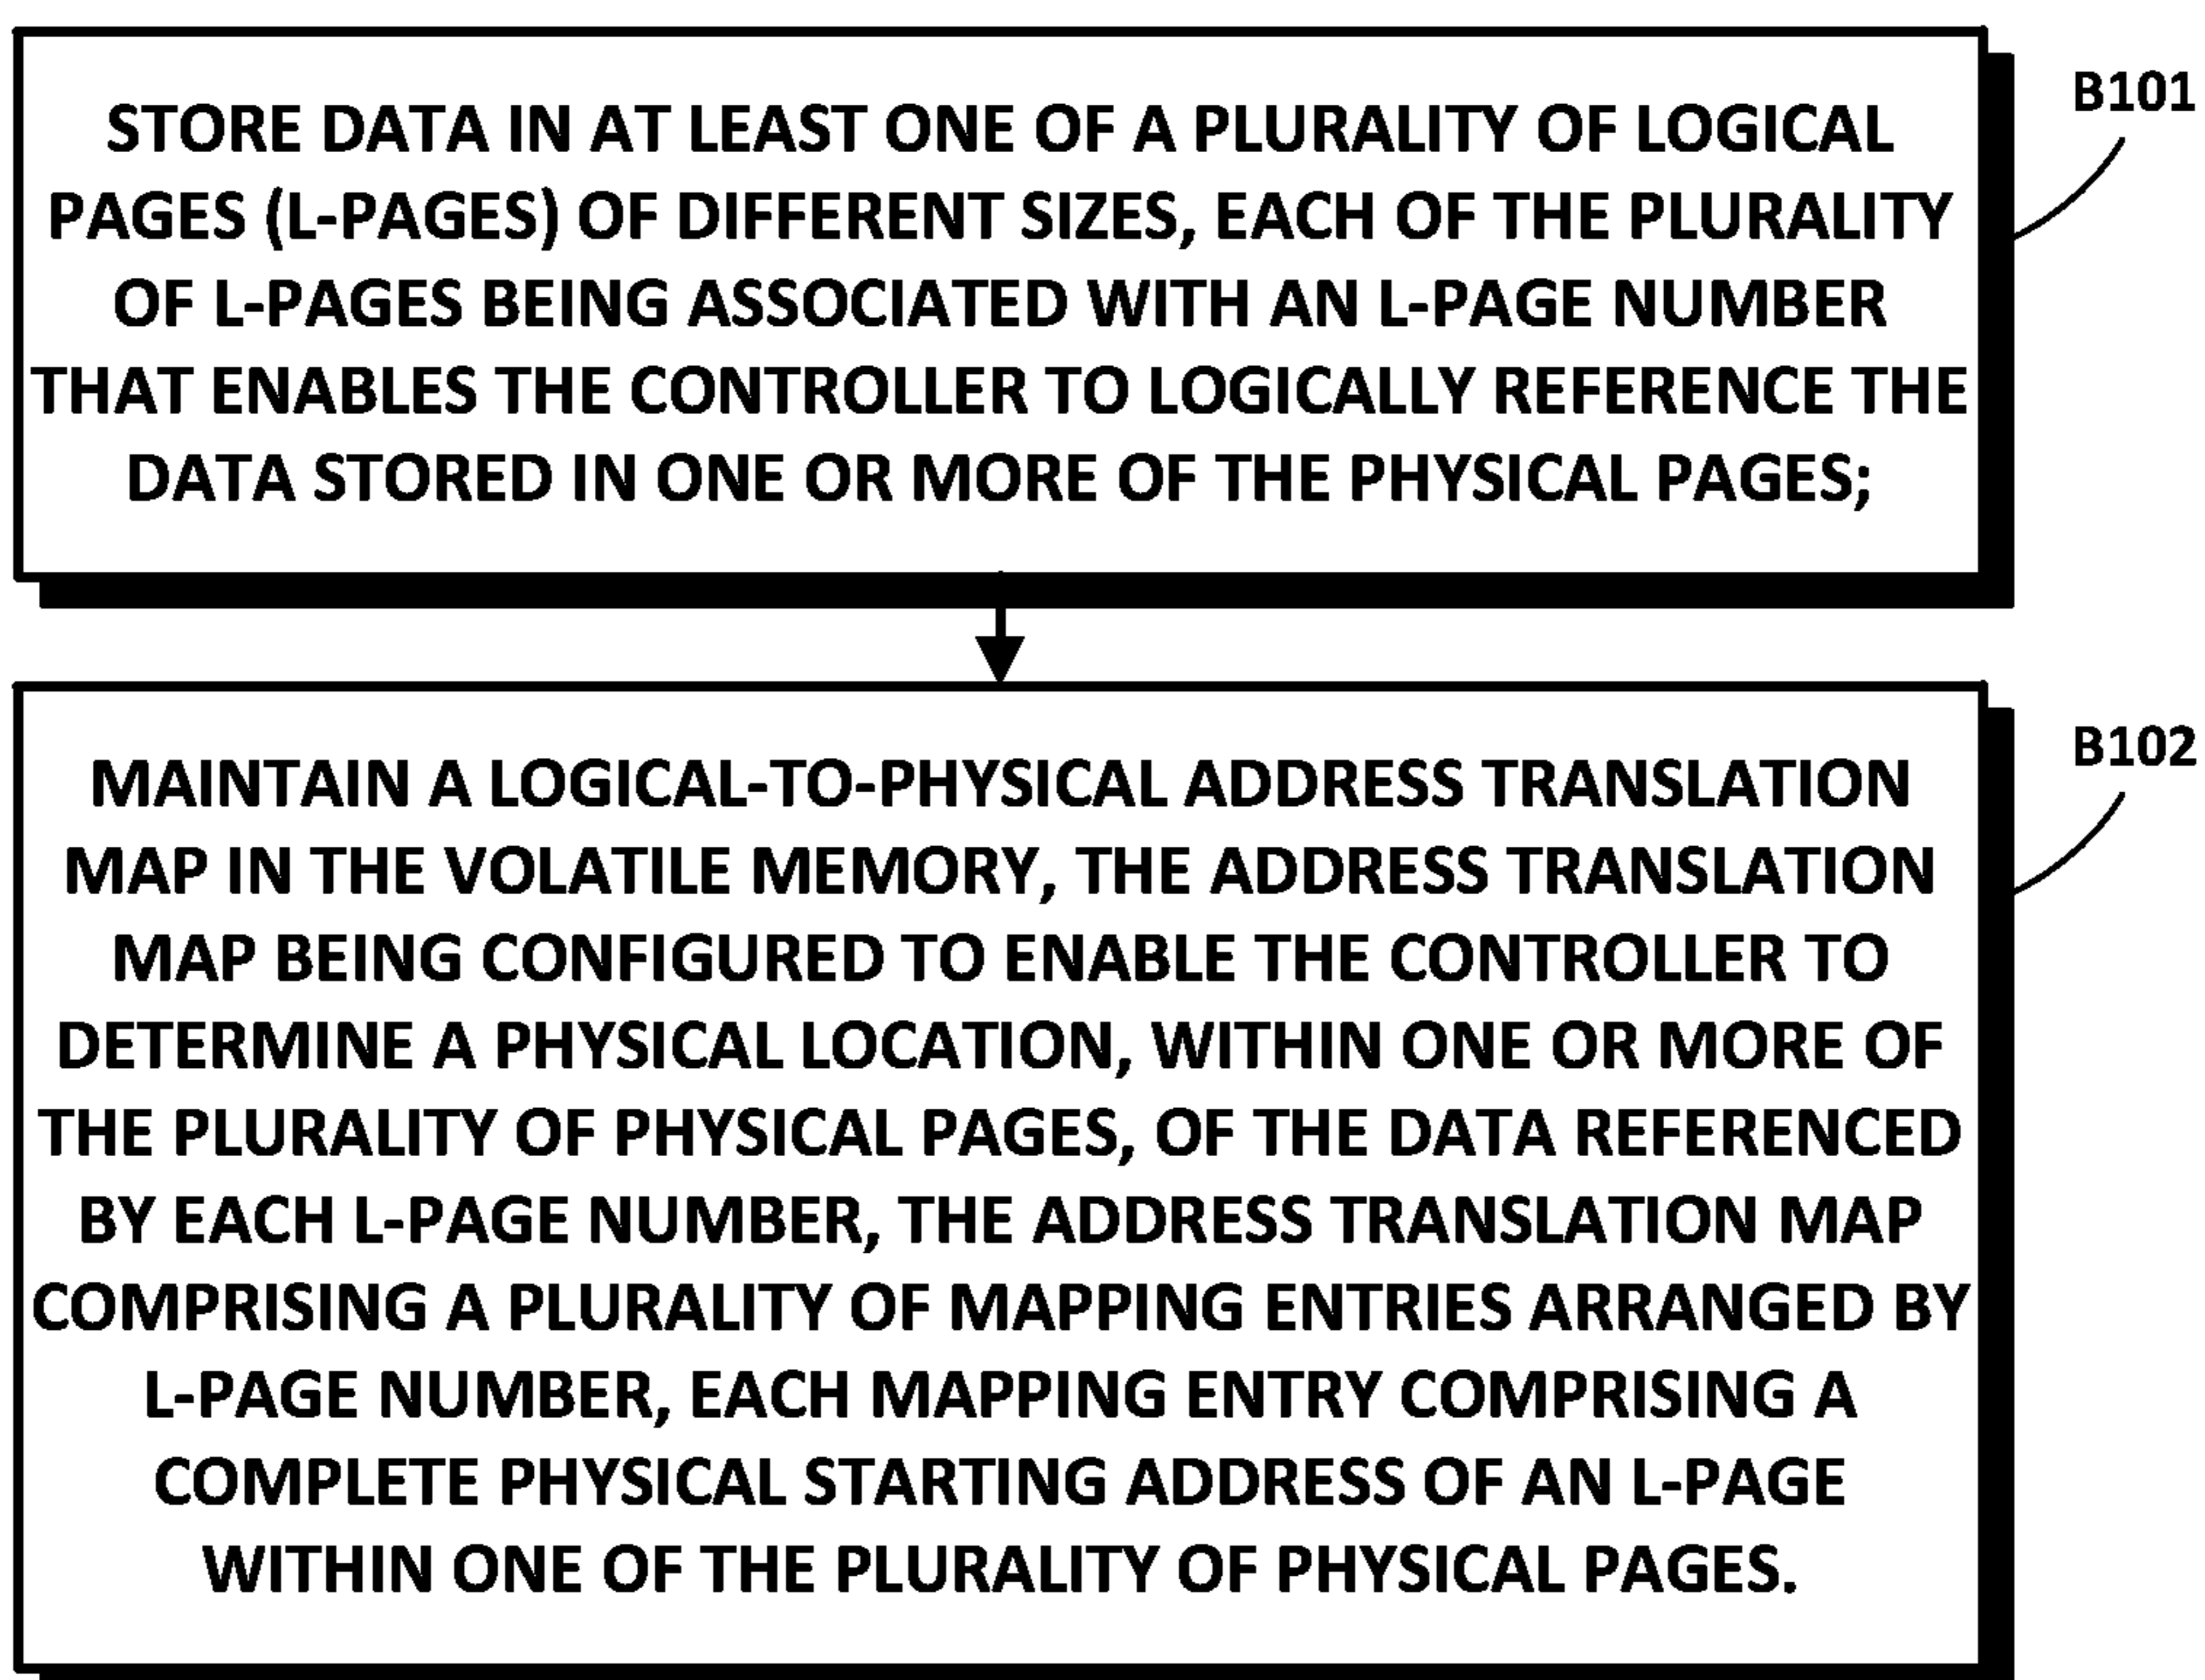 STORE DATA IN AT LEAST ONE OF A PLURALITY OF LOGICAL
PAGES (L-PAGES) OF DIFFERENT SIZES, EACH OF THE PLURALITY
OF L-PAGES BEING ASSOCIATED WITH AN L-PAGE NUMBER
THAT ENABLES THE CONTROLLER TO LOGICALLY REFERENCE THE
DATA STORED IN ONE OR MORE OF THE PHYSICAL PAGES;
B101
MAINTAIN A LOGICAL-TO-PHYSICAL ADDRESS TRANSLATION
MAP IN THE VOLATILE MEMORY, THE ADDRESS TRANSLATION
MAP BEING CONFIGURED TO ENABLE THE CONTROLLER TO
DETERMINE A PHYSICAL LOCATION, WITHIN ONE OR MORE OF
THE PLURALITY OF PHYSICAL PAGES, OF THE DATA REFERENCED
BY EACH L-PAGE NUMBER, THE ADDRESS TRANSLATION MAP
COMPRISING A PLURALITY OF MAPPING ENTRIES ARRANGED BY
L-PAGE NUMBER, EACH MAPPING ENTRY COMPRISING A
COMPLETE PHYSICAL STARTING ADDRESS OF AN L-PAGE
WITHIN ONE OF THE PLURALITY OF PHYSICAL PAGES.
B102